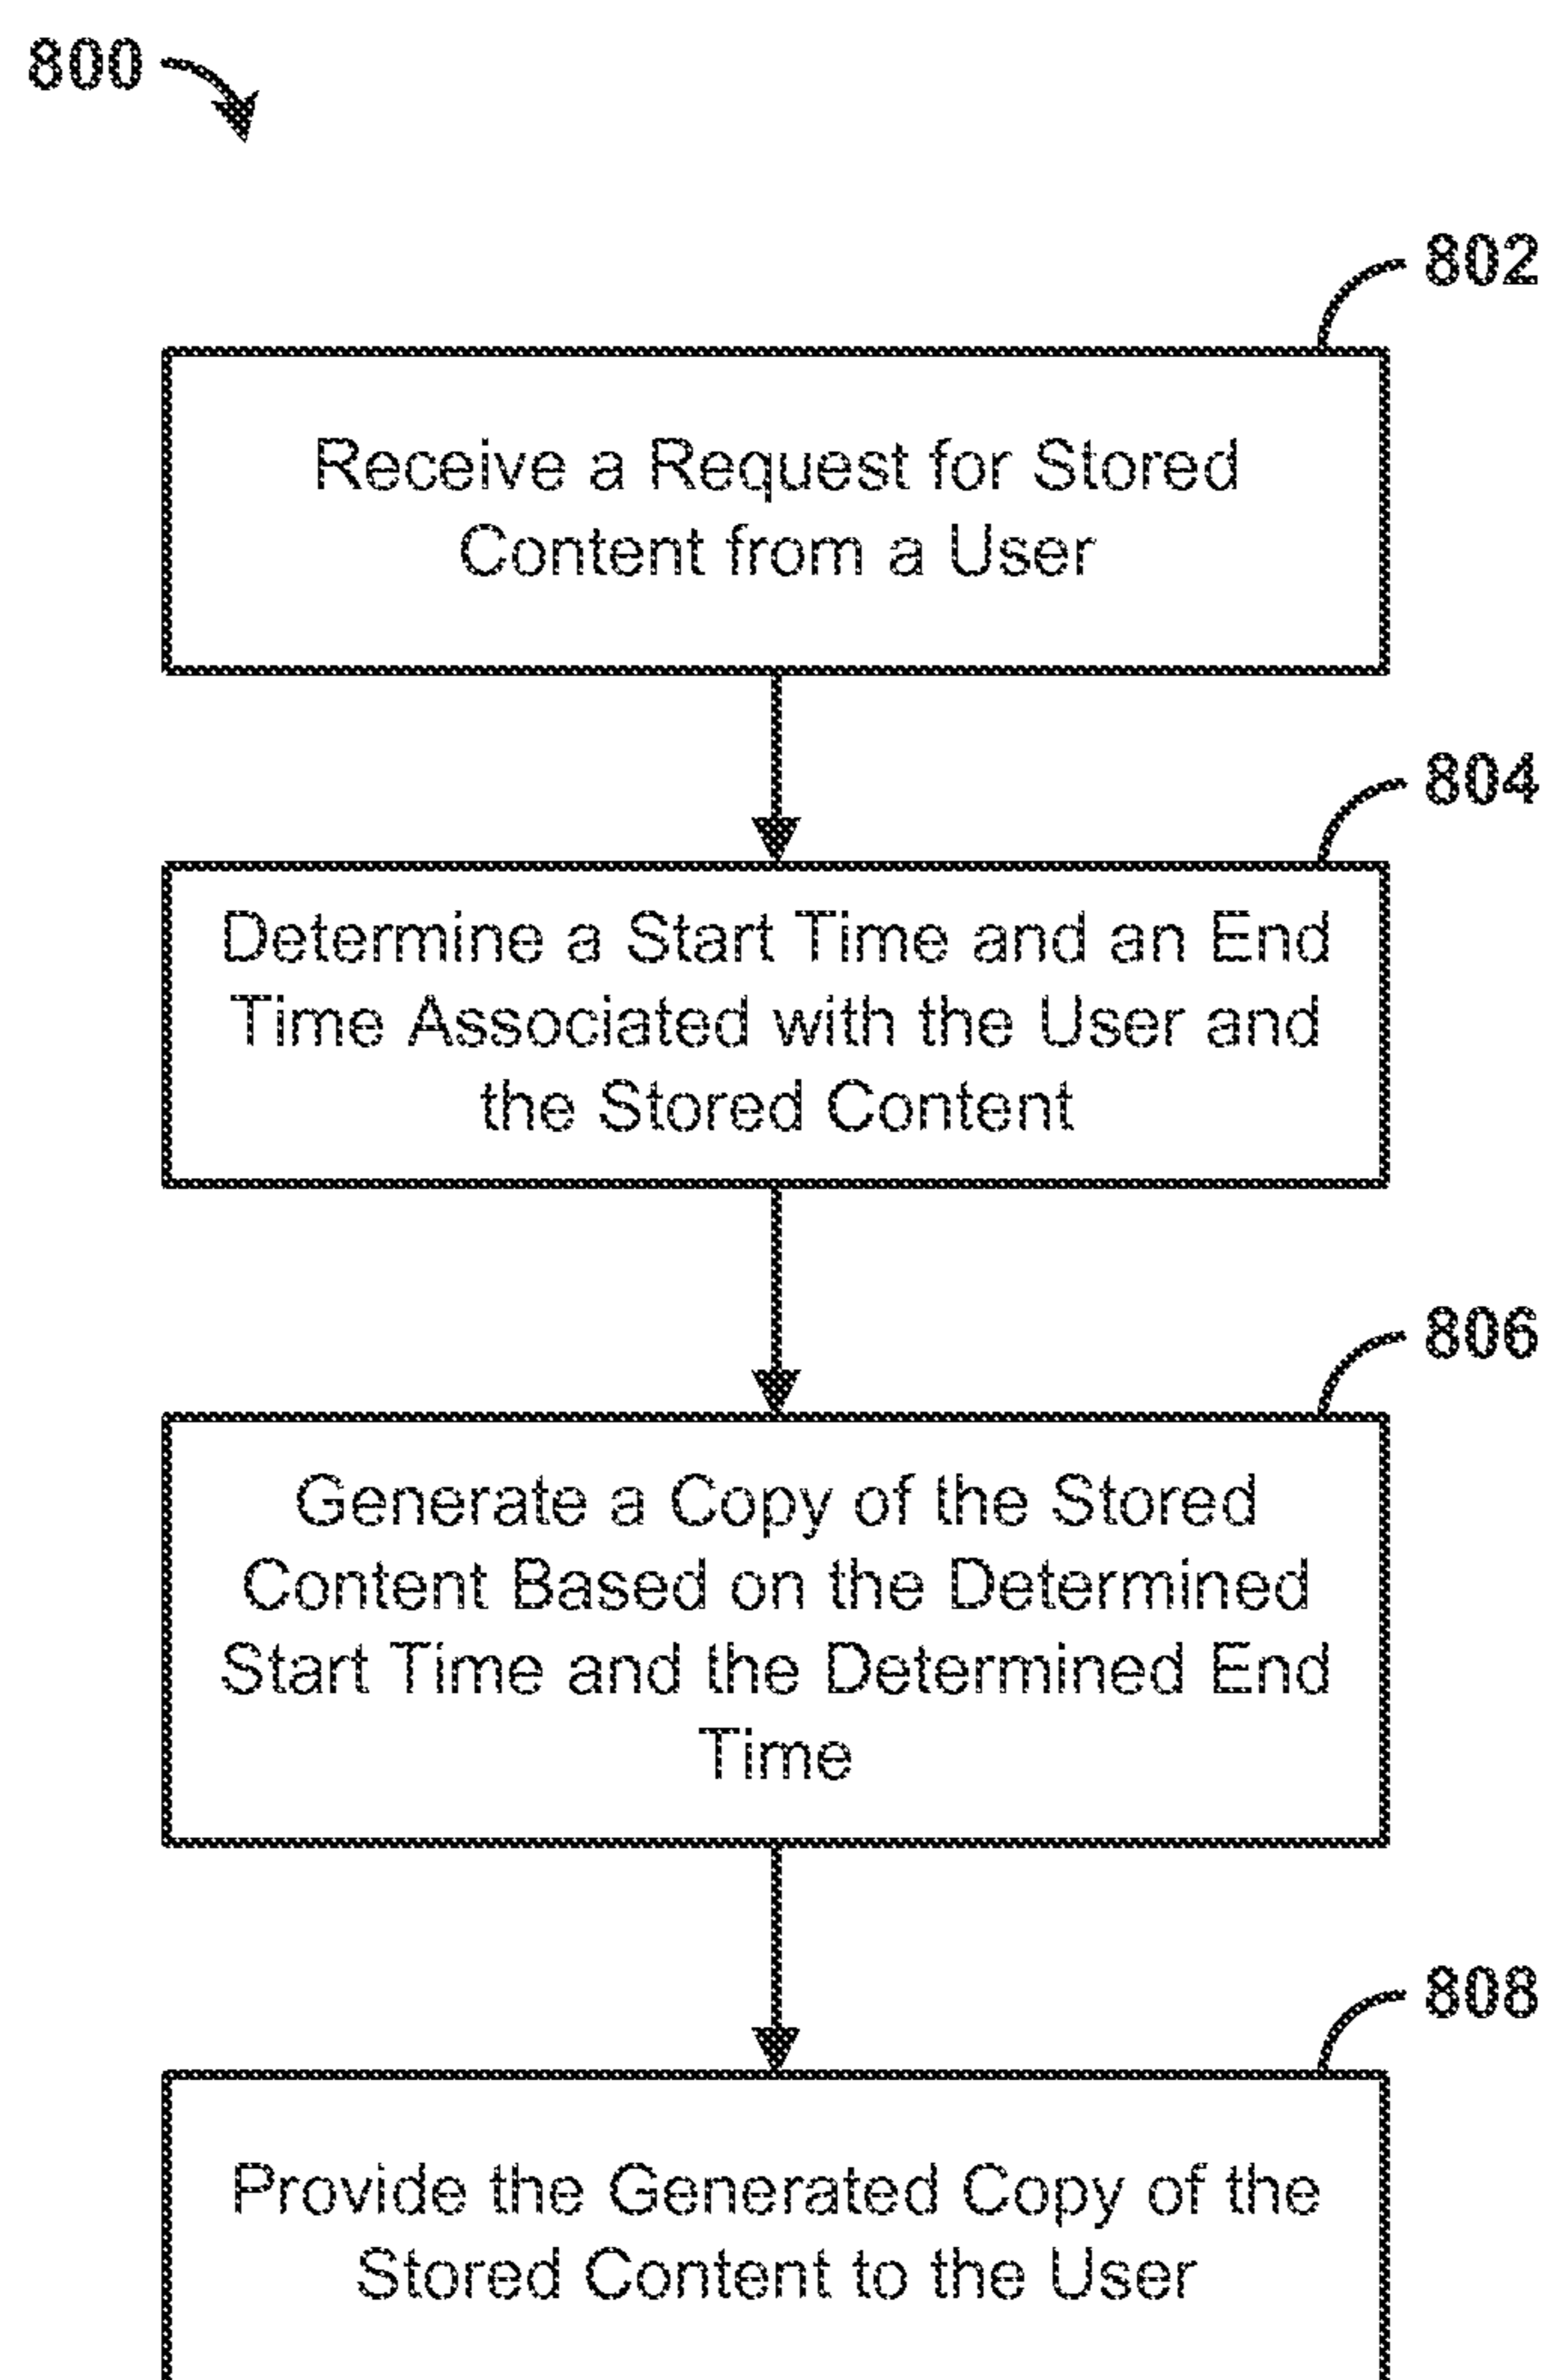 800
802
Receive a Request for Stored
Content from a User
804
Determine a Start Time and an End
Time Associated with the User and
the Stored Content
806
Generate a Copy of the Stored
Content Based on the Determined
Start Time and the Determined End
Time
808
Provide the Generated Copy of the
Stored Content to the User